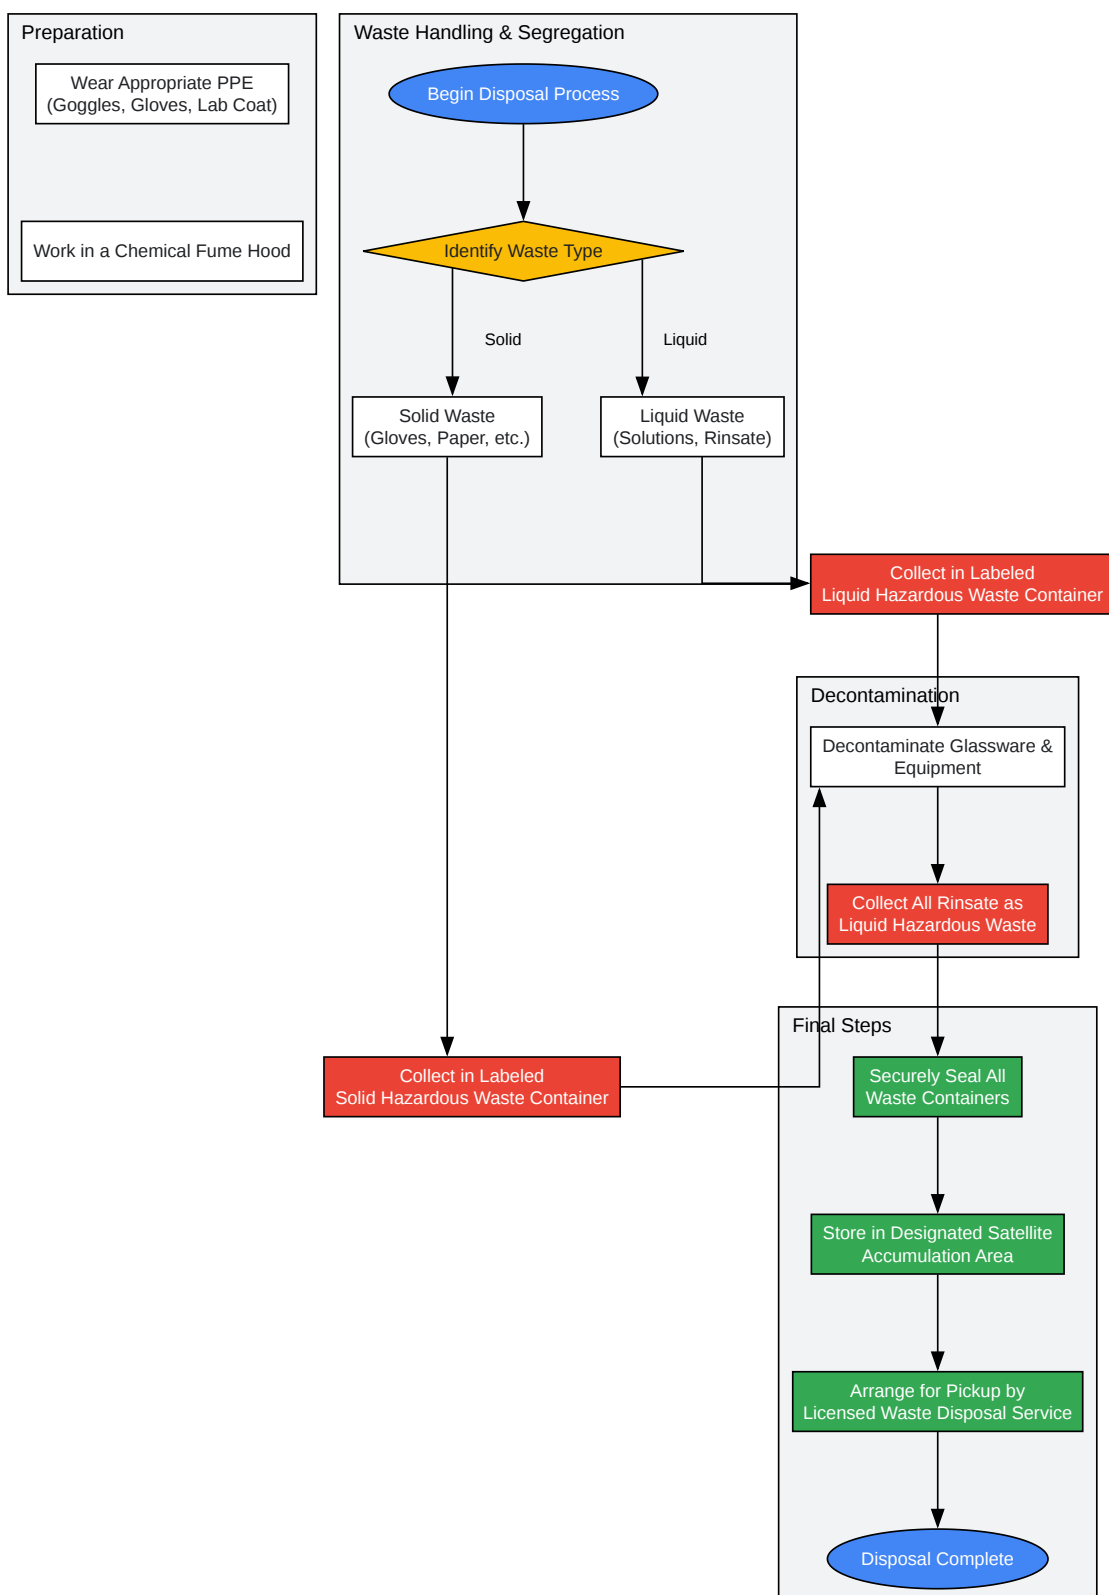 Preparation
Wear Appropriate PPE
(Goggles, Gloves, Lab Coat)
Work in a Chemical Fume Hood
Waste Handling & Segregation
Begin Disposal Process
Identify Waste Type
Solid
Liquid
Solid Waste
(Gloves, Paper, etc.)
Liquid Waste
(Solutions, Rinsate)
Collect in Labeled
Liquid Hazardous Waste Container
Decontamination
Decontaminate Glassware &
Equipment
Collect All Rinsate as
Liquid Hazardous Waste
Collect in Labeled
Solid Hazardous Waste Container
Final Steps
Securely Seal All
Waste Containers
Store in Designated Satellite
Accumulation Area
Arrange for Pickup by
Licensed Waste Disposal Service
Disposal Complete